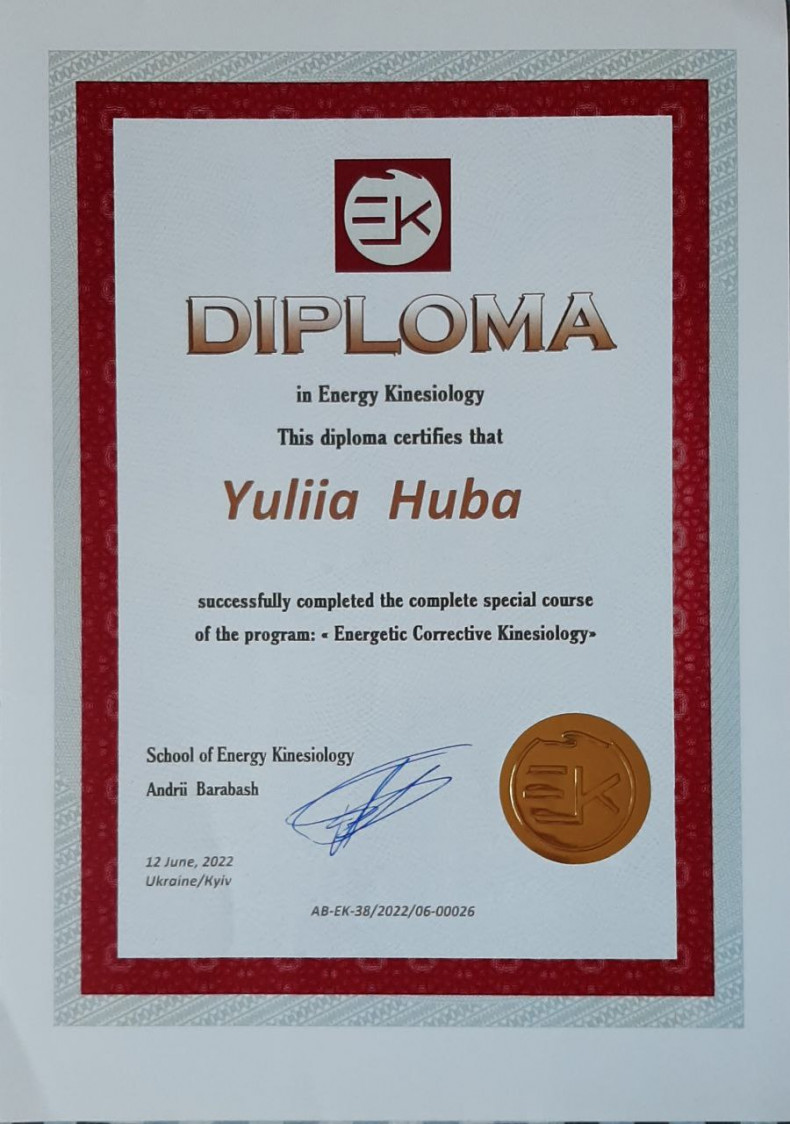 EK
DIPLOMA
in Energy Kinesiology
This diploma certifies that
Yuliia Huba
successfully completed the complete special course
of the program: « Energetic Corrective Kinesiology»
School of Energy Kinesiology
Andrii Barabash
12 June, 2022
Ukraine/Kyiv
AB-EK-38/2022/06-00026
EK